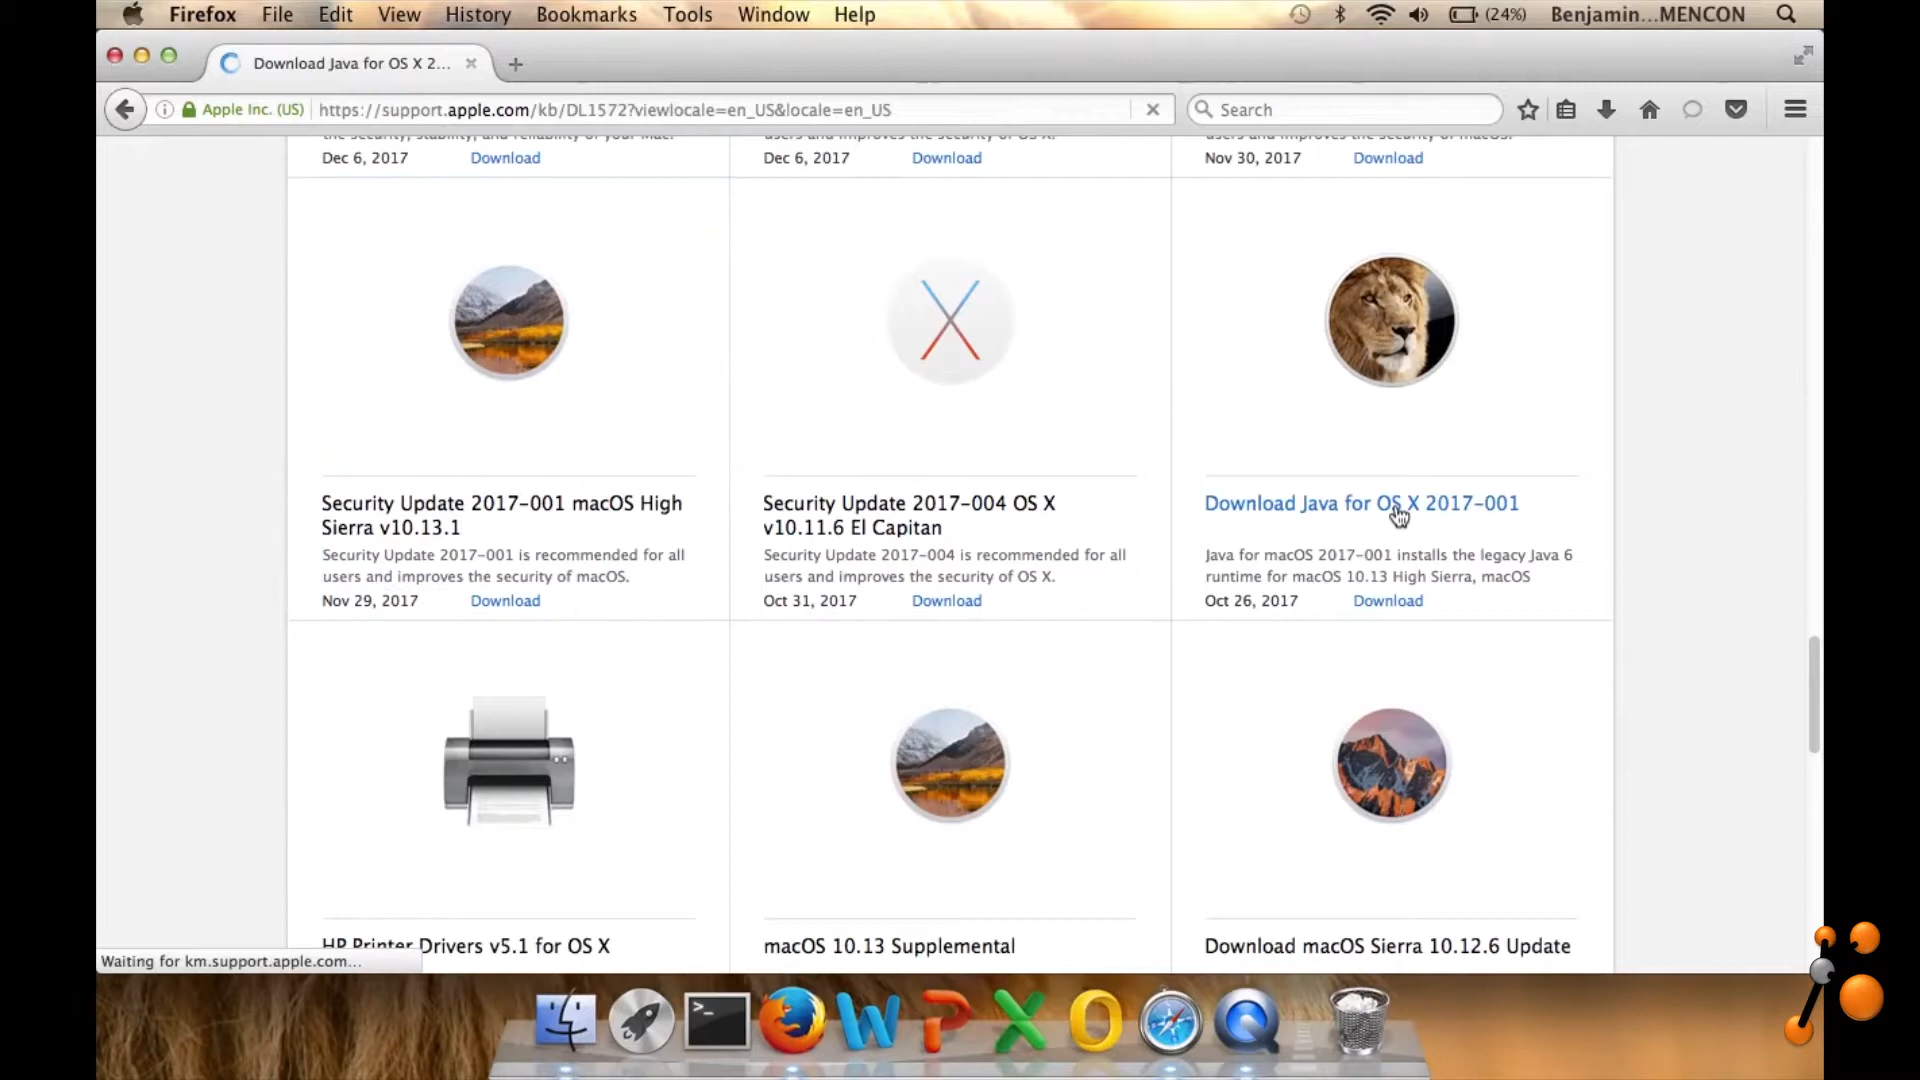 Firefox File Edit View History Bookmarks Tools Window Help (24%) Benjamin...MENCON
Download Java for OS X 2...
Apple Inc. (US) https://support.apple.com/kb/DL1572?viewlocale=en_US&locale=en_US Search
the security, stability, and reliability of your Mac. users and improves the security of OS X. users and improves the security of macOS.
Dec 6, 2017 Download Dec 6, 2017 Download Nov 30, 2017 Download
Security Update 2017-001 macOS High
Sierra v10.13.1
Security Update 2017-001 is recommended for all
users and improves the security of macOS.
Nov 29, 2017 Download
Security Update 2017-004 OS X
v10.11.6 El Capitan
Security Update 2017-004 is recommended for all
users and improves the security of OS X.
Oct 31, 2017 Download
Download Java for OS X 2017-001
Java for macOS 2017-001 installs the legacy Java 6
runtime for macOS 10.13 High Sierra, macOS
Oct 26, 2017 Download
HP Printer Drivers v5.1 for OS X
macOS 10.13 Supplemental
Download macOS Sierra 10.12.6 Update
Waiting for km.support.apple.com...